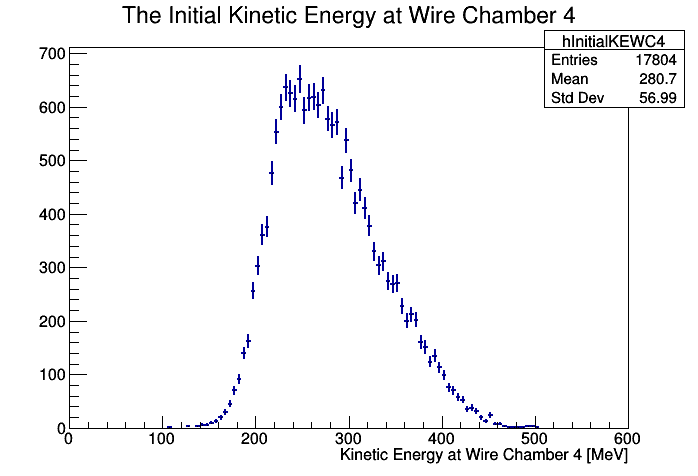 The Initial Kinetic Energy at Wire Chamber 4
hInitialKEWC4
Entries 17804
Mean 280.7
Std Dev 56.99
700
600
500
400
300
200
100
0
0 100 200 300 400 500 600
Kinetic Energy at Wire Chamber 4 [MeV]